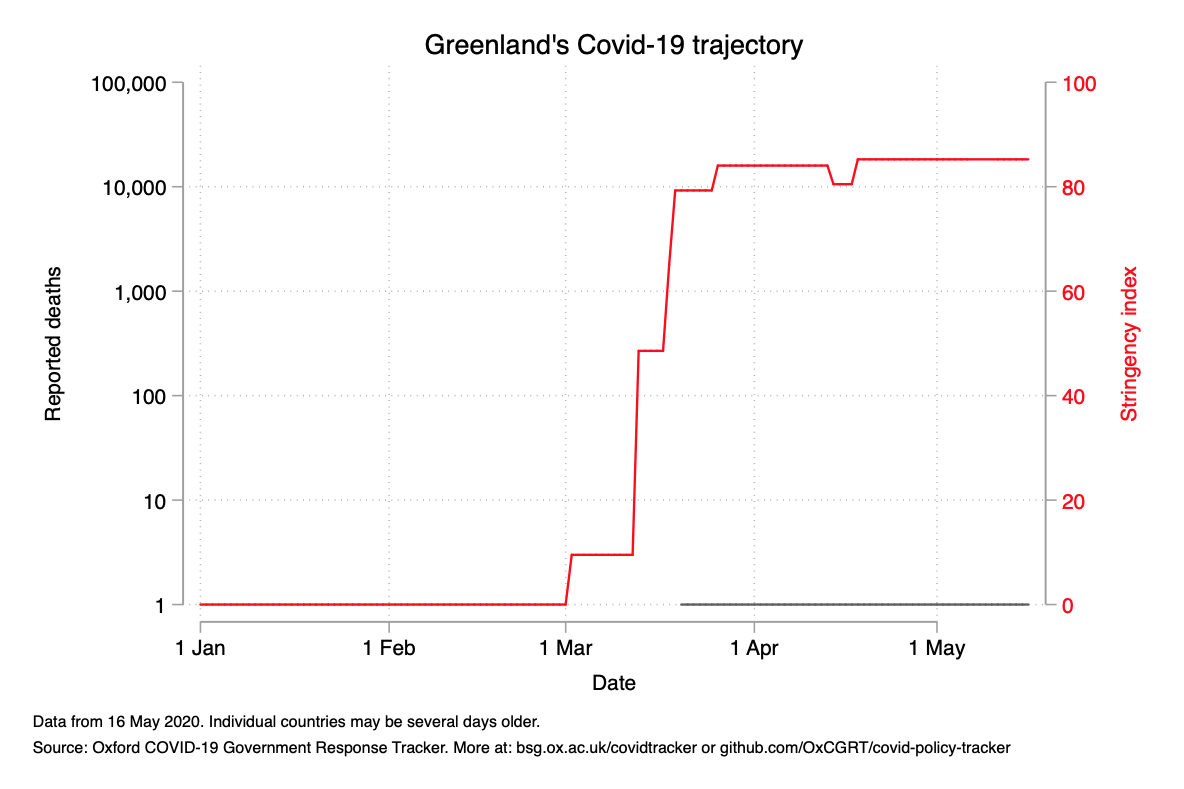 Greenland's Covid-19 trajectory
100,000
10,000
1,000
100
10
1
Reported deaths
100
80
60
40
20
0
Stringency index
1 Jan
1 Feb
1 Mar
1 Apr
1 May
Date
Data from 16 May 2020. Individual countries may be several days older.
Source: Oxford COVID-19 Government Response Tracker. More at: bsg.ox.ac.uk/covidtracker or github.com/OxCGRT/covid-policy-tracker